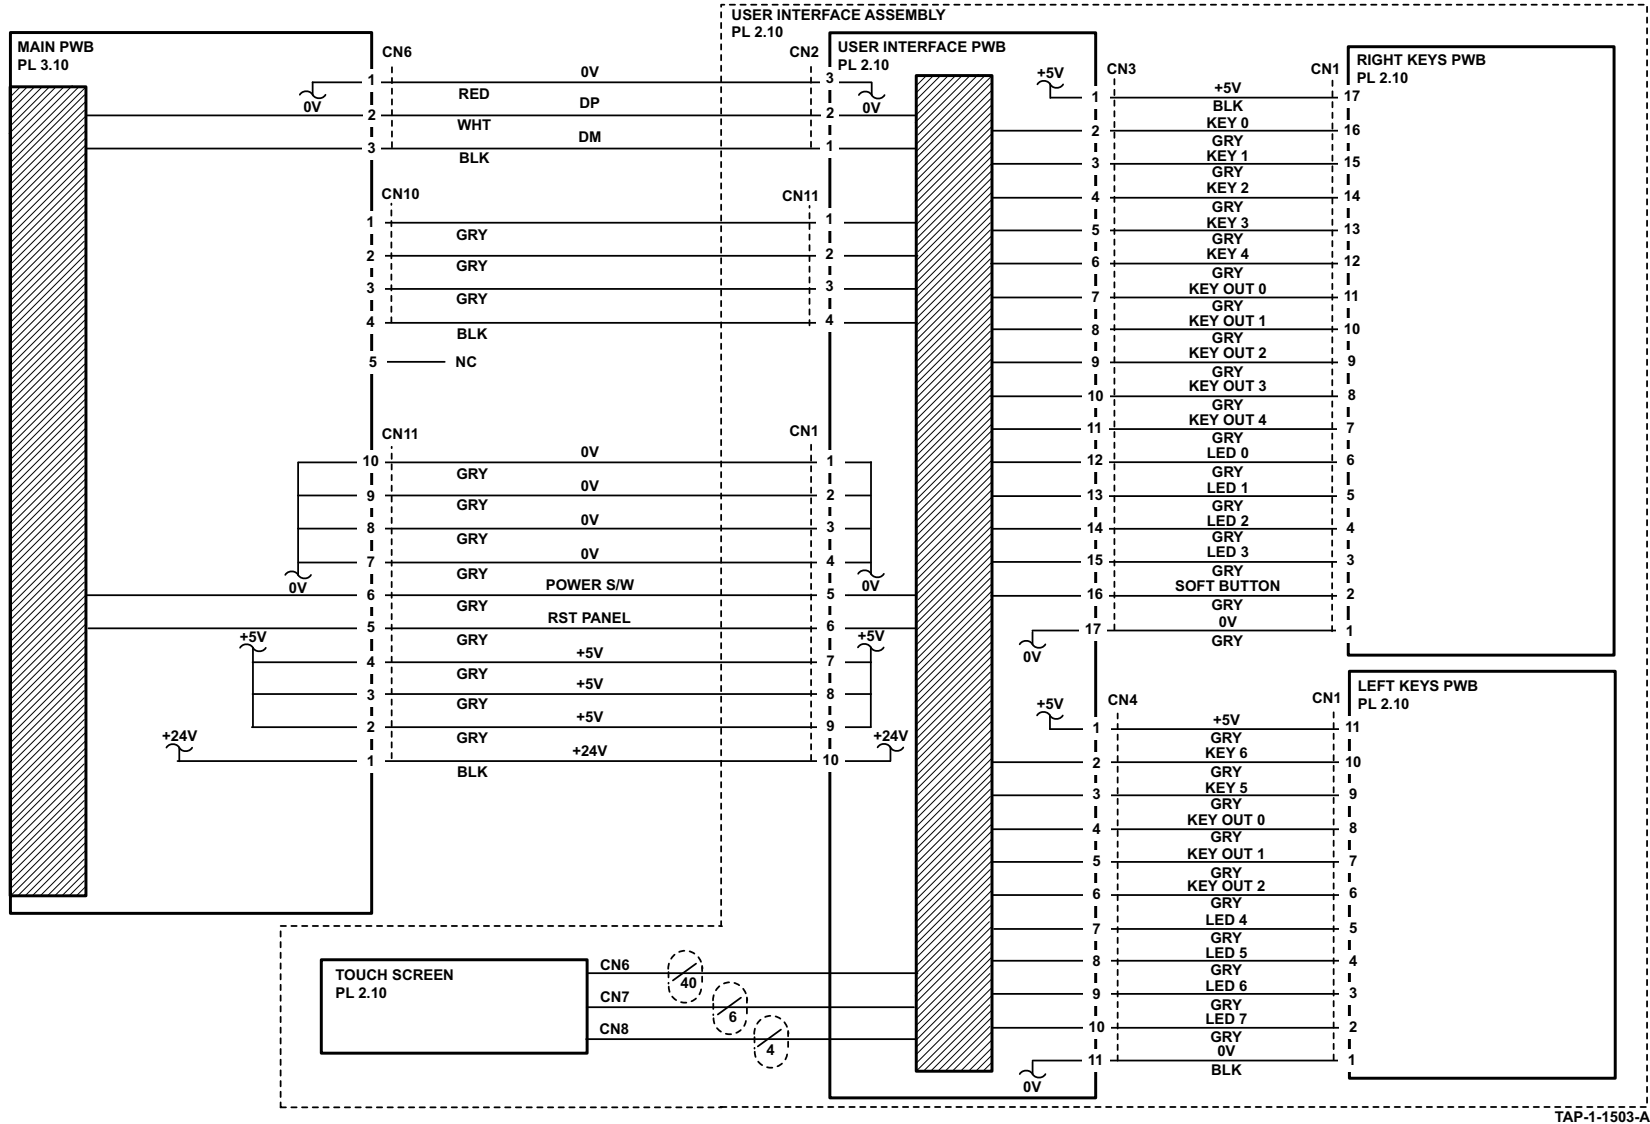 USER INTERFACE ASSEMBLY
PL 2.10
MAIN PWB
PL 3.10
CN6
CN2
1 0V 3
0V
RED
0V
2 DP 2
WHT
3 DM 1
BLK
CN10
CN11
1 1
GRY
2 2
GRY
3 3
GRY
4 4
BLK
5 NC
CN11
CN1
10 0V 1
GRY
9 0V 2
GRY
8 0V 3
GRY
7 0V 4
GRY
0V
0V
6 POWER S/W 5
GRY
5 RST PANEL 6
GRY
+5V
+5V
4 +5V 7
GRY
3 +5V 8
GRY
2 +5V 9
GRY
+24V
+24V
1 +24V 10
BLK
USER INTERFACE PWB
PL 2.10
CN3
CN1
RIGHT KEYS PWB
PL 2.10
+5V
1 +5V 17
BLK
2 KEY 0 16
GRY
3 KEY 1 15
GRY
4 KEY 2 14
GRY
5 KEY 3 13
GRY
6 KEY 4 12
GRY
7 KEY OUT 0 11
GRY
8 KEY OUT 1 10
GRY
9 KEY OUT 2 9
GRY
10 KEY OUT 3 8
GRY
11 KEY OUT 4 7
GRY
12 LED 0 6
GRY
13 LED 1 5
GRY
14 LED 2 4
GRY
15 LED 3 3
GRY
16 SOFT BUTTON 2
GRY
17 0V 1
GRY
0V
CN4
CN1
LEFT KEYS PWB
PL 2.10
+5V
1 +5V 11
GRY
2 KEY 6 10
GRY
3 KEY 5 9
GRY
4 KEY OUT 0 8
GRY
5 KEY OUT 1 7
GRY
6 KEY OUT 2 6
GRY
7 LED 4 5
GRY
8 LED 5 4
GRY
9 LED 6 3
GRY
10 LED 7 2
GRY
11 0V 1
BLK
0V
TOUCH SCREEN
PL 2.10
CN6 40
CN7 6
CN8 4
TAP-1-1503-A